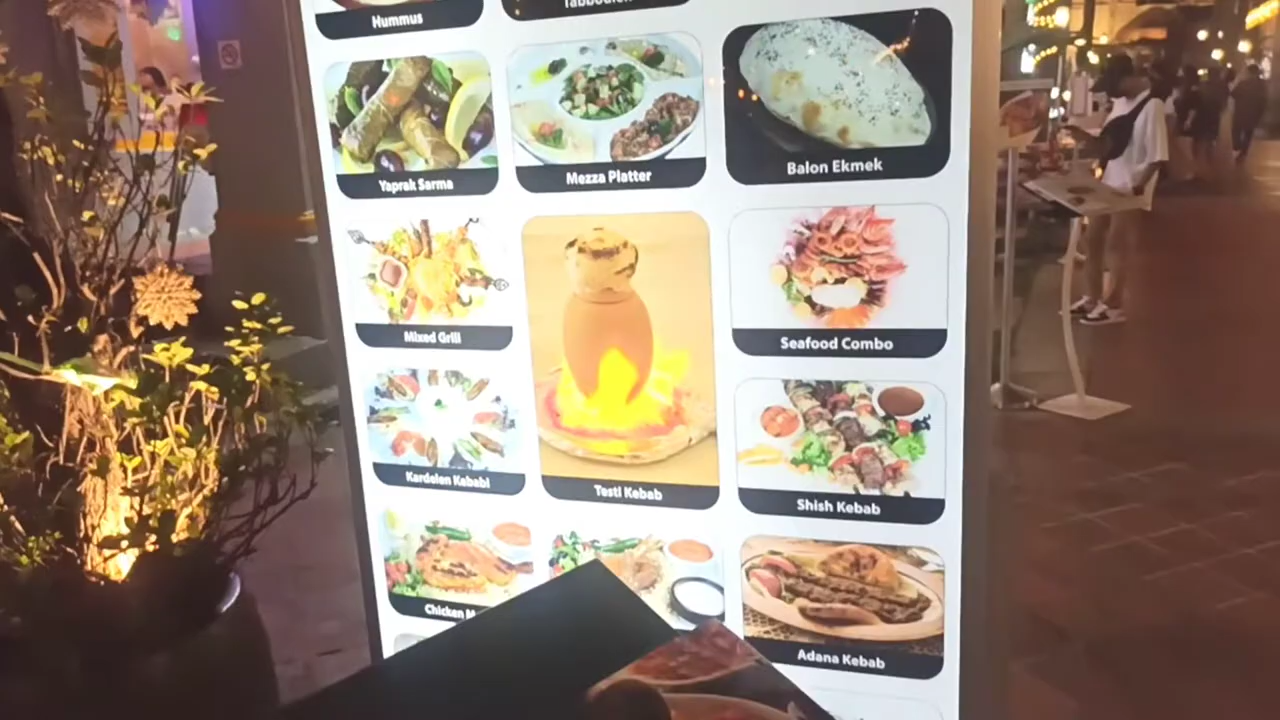 Hummus
Yaprak Sarma
Mezza Platter
Balon Ekmek
Mixed Grill
Seafood Combo
Kardelen Kebabi
Testi Kebab
Shish Kebab
Chicken
Adana Kebab